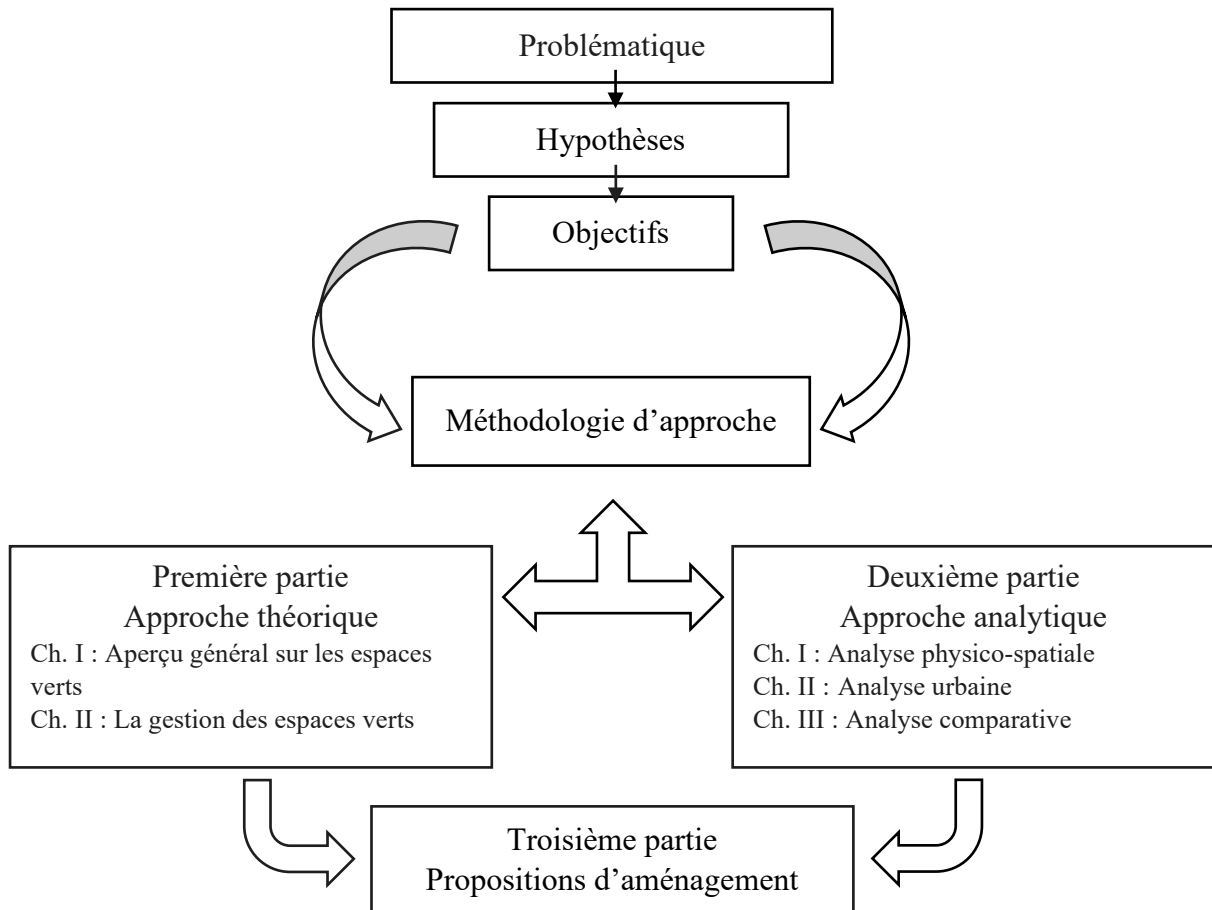 Problématique
Hypothèses
Objectifs
Méthodologie d’approche
Première partie
Approche théorique
Ch. I : Aperçu général sur les espaces
verts
Ch. II : La gestion des espaces verts
Deuxième partie
Approche analytique
Ch. I : Analyse physico-spatiale
Ch. II : Analyse urbaine
Ch. III : Analyse comparative
Troisième partie
Propositions d’aménagement